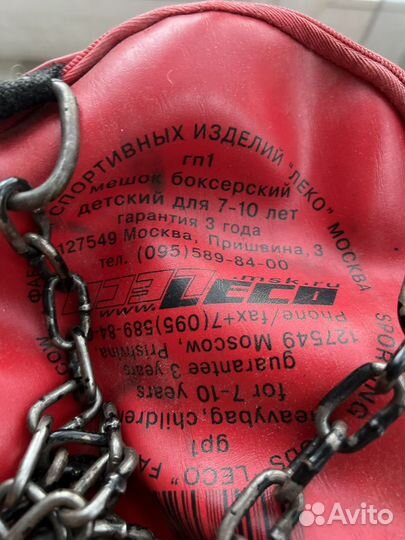 СПОРТИВНЫХ ИЗДЕЛИЙ "ЛЕКО" МОСКВА
гп1
мешок боксерский
детский для 7-10 лет
гарантия 3 года
127549 Москва, Пришвина, 3
тел. (095)589-84-00
.msk.ru
LECO
Phone/fax+7(095)589-84-
127549 Moscow, Prishvina
guarantee 3 years
for 7-10 years
heavybag, children
gp1
SPORTING
"LECO" FA
Avito